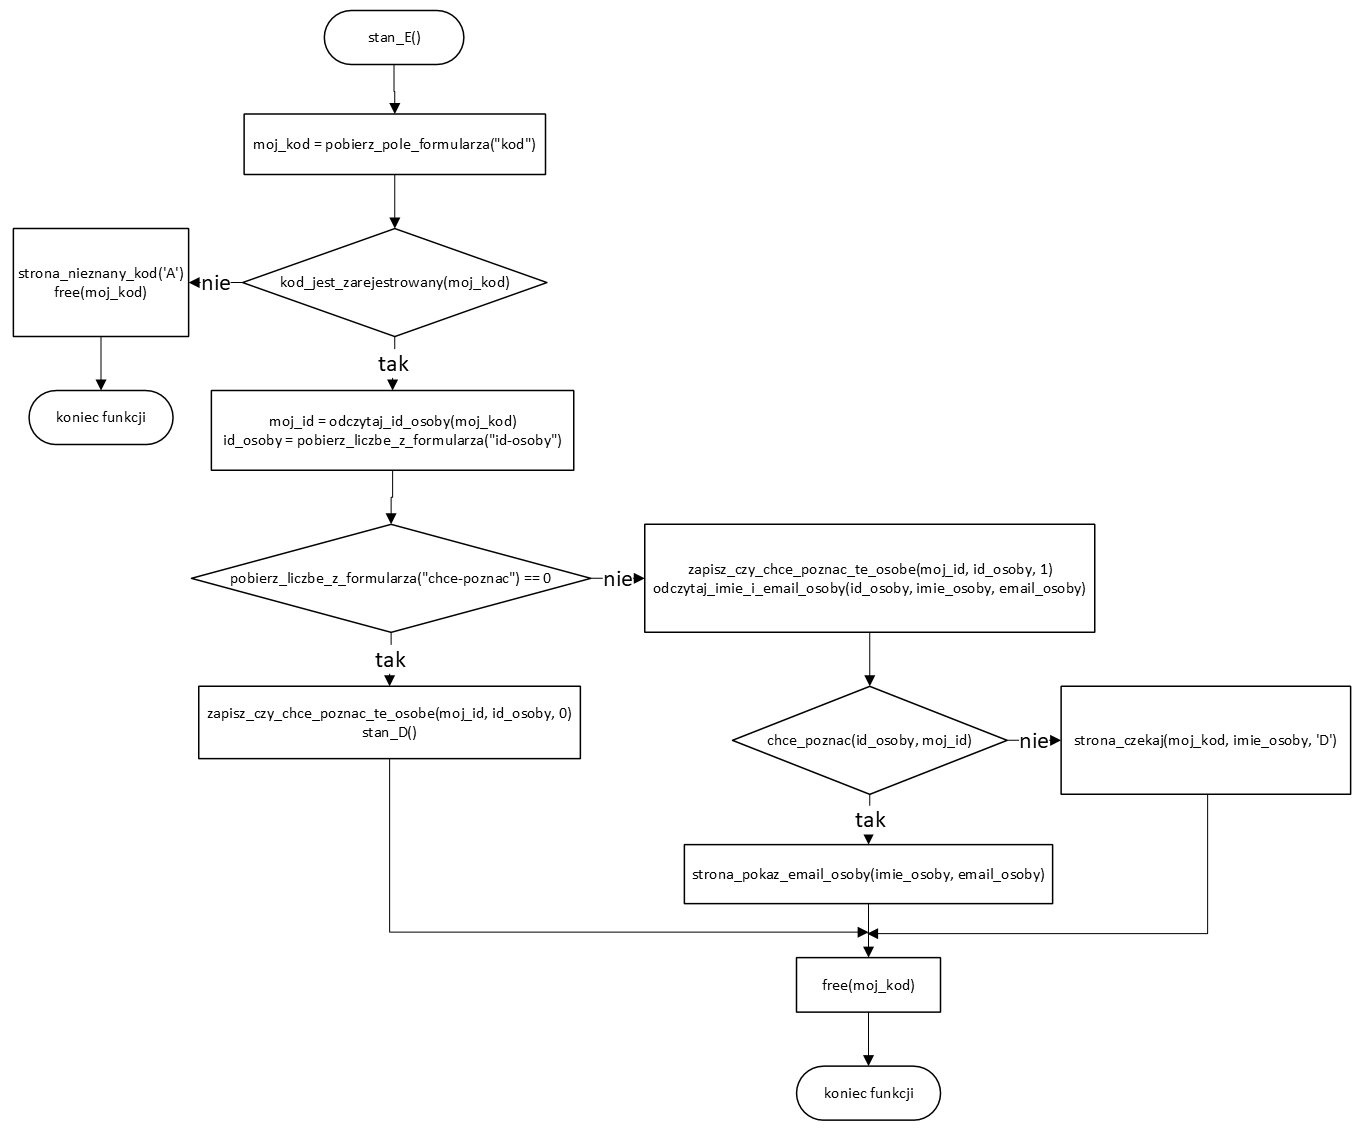 stan_E()
moj_kod = pobierz_pole_formularza("kod")
kod_jest_zarejestrowany(moj_kod)
nie
strona_nieznany_kod('A')
free(moj_kod)
koniec funkcji
tak
moj_id = odczytaj_id_osoby(moj_kod)
id_osoby = pobierz_liczbe_z_formularza("id-osoby")
pobierz_liczbe_z_formularza("chce-poznac") == 0
nie
zapisz_czy_chce_poznac_te_osobe(moj_id, id_osoby, 1)
odczytaj_imie_i_email_osoby(id_osoby, imie_osoby, email_osoby)
tak
zapisz_czy_chce_poznac_te_osobe(moj_id, id_osoby, 0)
stan_D()
chce_poznac(id_osoby, moj_id)
nie
strona_czekaj(moj_kod, imie_osoby, 'D')
tak
strona_pokaz_email_osoby(imie_osoby, email_osoby)
free(moj_kod)
koniec funkcji